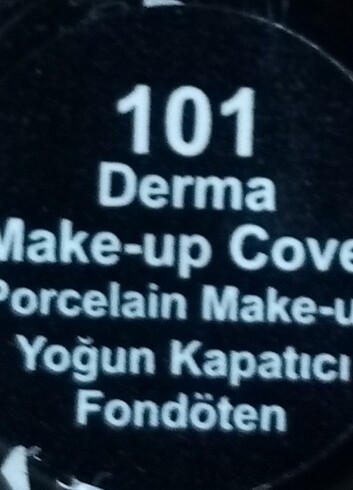 101
Derma
Make-up Cove
Porcelain Make-u
Yoğun Kapatıcı
Fondöten